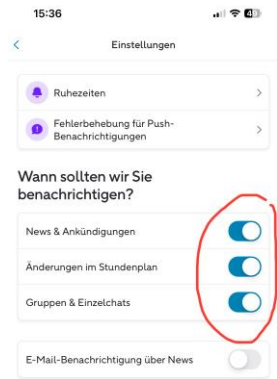 15:36
Einstellungen
Ruhezeiten
Fehlerbehebung für Push-
Benachrichtigungen
Wann sollten wir Sie
benachrichtigen?
News & Ankündigungen
Änderungen im Stundenplan
Gruppen & Einzelchats
E-Mail-Benachrichtigung über News